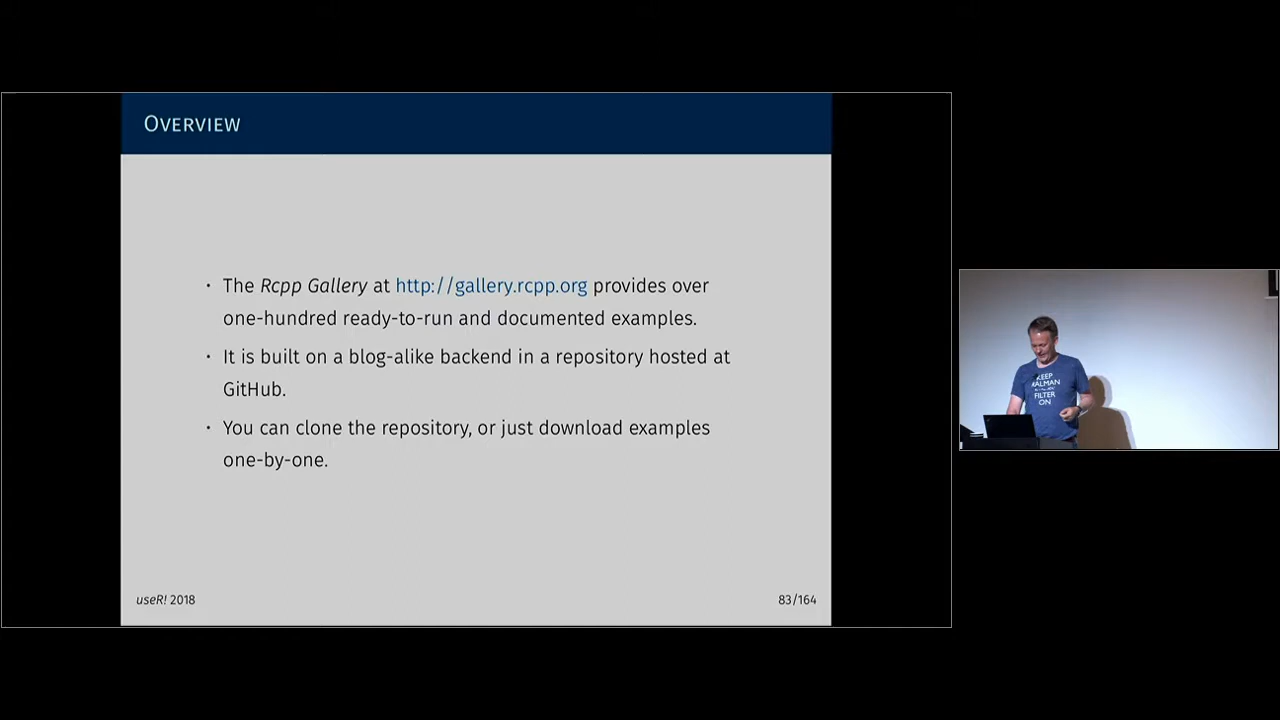 OVERVIEW
• The Rcpp Gallery at http://gallery.rcpp.org provides over
one-hundred ready-to-run and documented examples.
• It is built on a blog-alike backend in a repository hosted at
GitHub.
• You can clone the repository, or just download examples
one-by-one.
useR! 2018
83/164
KEEP
KALMAN
FILTER
ON